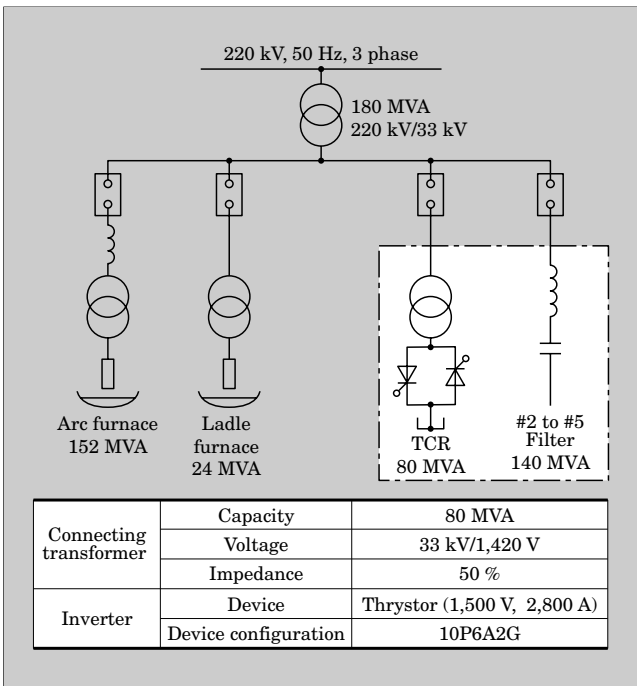 220 kV, 50 Hz, 3 phase
180 MVA
220 kV/33 kV
Arc furnace
152 MVA
Ladle
furnace
24 MVA
TCR
80 MVA
#2 to #5
Filter
140 MVA
Connecting
transformer
Capacity
80 MVA
Voltage
33 kV/1,420 V
Impedance
50 %
Inverter
Device
Thrystor (1,500 V, 2,800 A)
Device configuration
10P6A2G